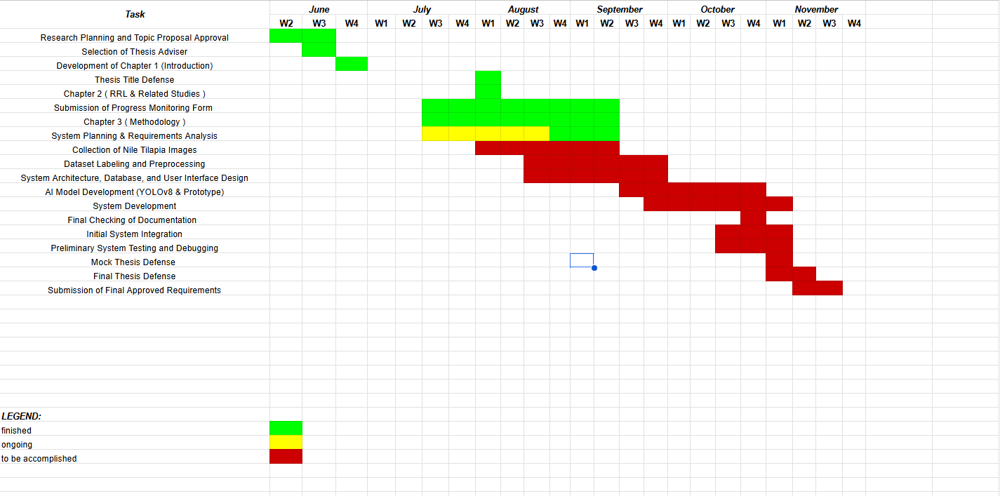 Task June July August September October November
W2 W3 W4 W1 W2 W3 W4 W1 W2 W3 W4 W1 W2 W3 W4 W1 W2 W3 W4 W1 W2 W3 W4
Research Planning and Topic Proposal Approval
Selection of Thesis Adviser
Development of Chapter 1 (Introduction)
Thesis Title Defense
Chapter 2 ( RRL & Related Studies )
Submission of Progress Monitoring Form
Chapter 3 ( Methodology )
System Planning & Requirements Analysis
Collection of Nile Tilapia Images
Dataset Labeling and Preprocessing
System Architecture, Database, and User Interface Design
AI Model Development (YOLOv8 & Prototype)
System Development
Final Checking of Documentation
Initial System Integration
Preliminary System Testing and Debugging
Mock Thesis Defense
Final Thesis Defense
Submission of Final Approved Requirements
LEGEND:
finished
ongoing
to be accomplished